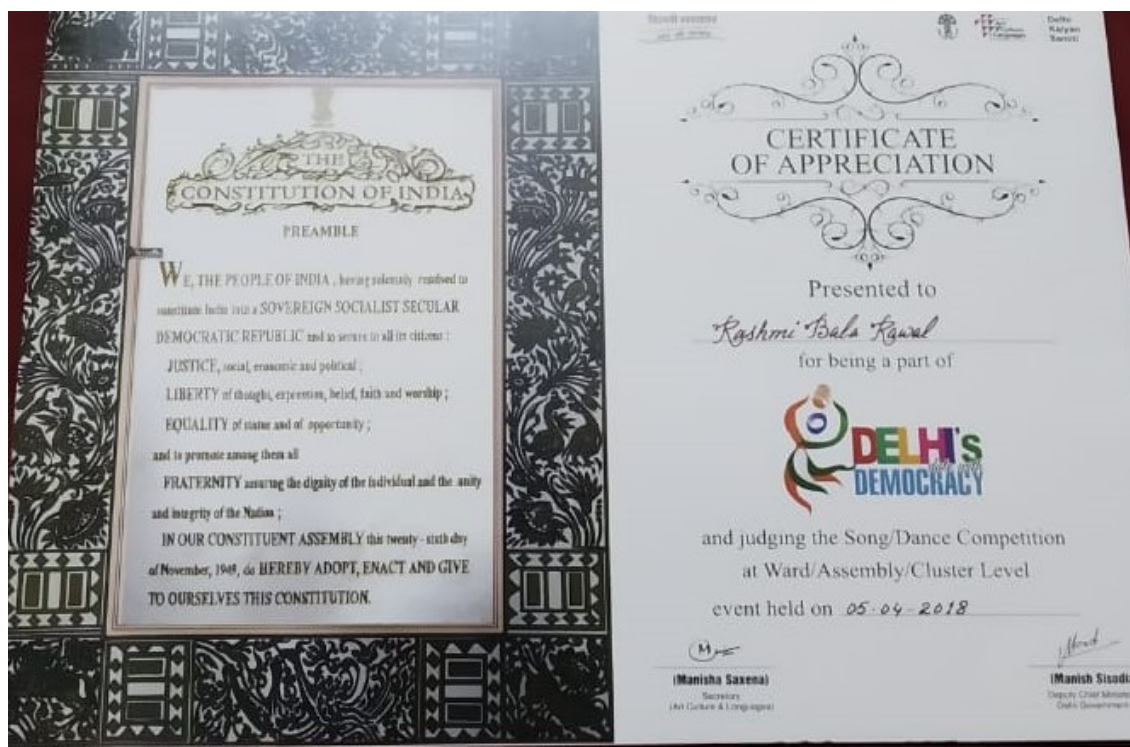 THE
CONSTITUTION OF INDIA
PREAMBLE
WE, THE PEOPLE OF INDIA, having solemnly resolved to
constitute India into a SOVEREIGN SOCIALIST SECULAR
DEMOCRATIC REPUBLIC and to secure to all its citizens :
JUSTICE, social, economic and political ;
LIBERTY of thought, expression, belief, faith and worship ;
EQUALITY of status and of opportunity ;
and to promote among them all
FRATERNITY assuring the dignity of the individual and the unity
and integrity of the Nation ;
IN OUR CONSTITUENT ASSEMBLY this twenty - sixth day
of November, 1949, do HEREBY ADOPT, ENACT AND GIVE
TO OURSELVES THIS CONSTITUTION.
Delhi
Kalyan
Samiti
CERTIFICATE
OF APPRECIATION
Presented to
Rashmi Bala Rawal
for being a part of
DELHI's
DEMOCRACY
and judging the Song/Dance Competition
at Ward/Assembly/Cluster Level
event held on 05-04-2018
(Manisha Saxena)
Secretary
(Art Culture & Languages)
(Manish Sisodia
Deputy Chief Minister
Delhi Government